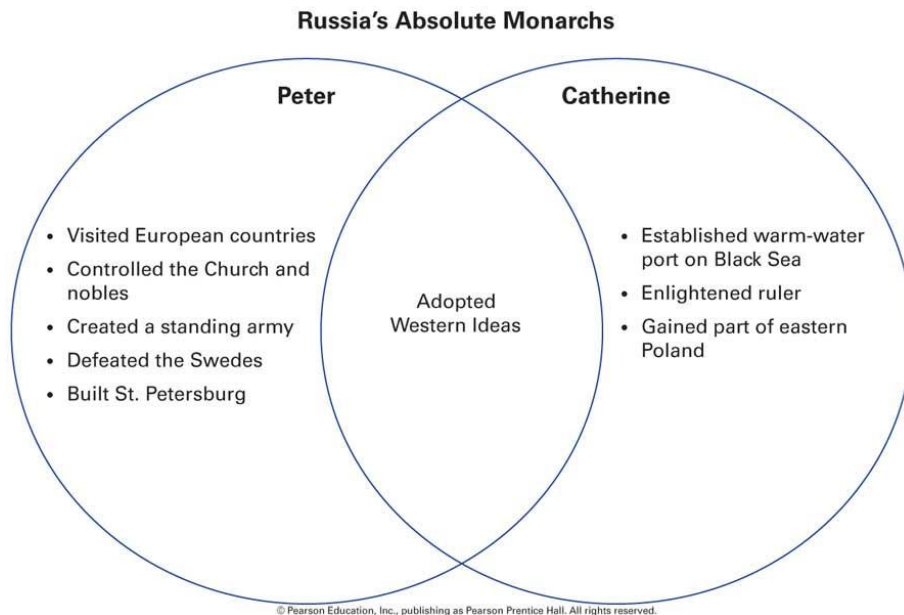 Russia's Absolute Monarchs
Peter
• Visited European countries
• Controlled the Church and
nobles
• Created a standing army
• Defeated the Swedes
• Built St. Petersburg
Adopted
Western Ideas
Catherine
• Established warm-water
port on Black Sea
• Enlightened ruler
• Gained part of eastern
Poland
© Pearson Education, Inc., publishing as Pearson Prentice Hall. All rights reserved.